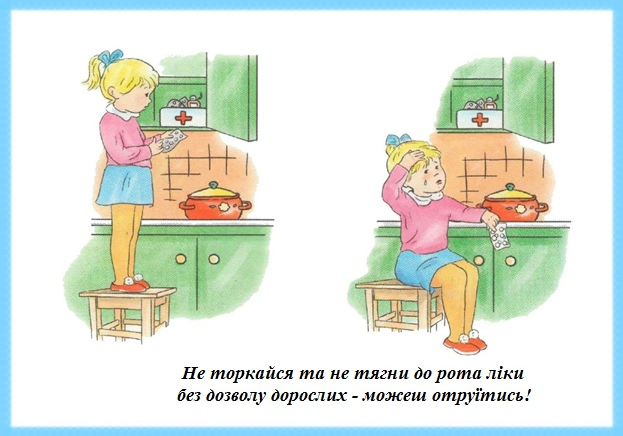 Не торкайся та не тягни до рота ліки
без дозволу дорослих - можеш отруїтись!